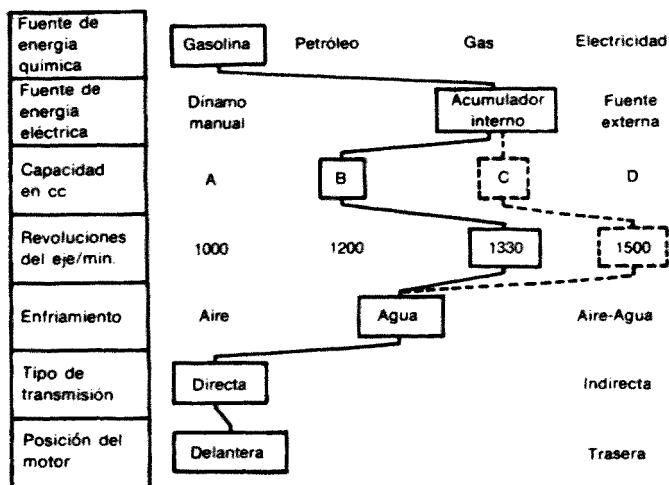 Fuente de
energía
química
Gasolina Petróleo Gas Electricidad
Fuente de
energía
eléctrica
Dínamo
manual
Acumulador
interno
Fuente
externa
Capacidad
en cc
A B C D
Revoluciones
del eje/min.
1000 1200 1330 1500
Enfriamiento Aire Agua Aire-Agua
Tipo de
transmisión
Directa Indirecta
Posición del
motor
Delantera Trasera